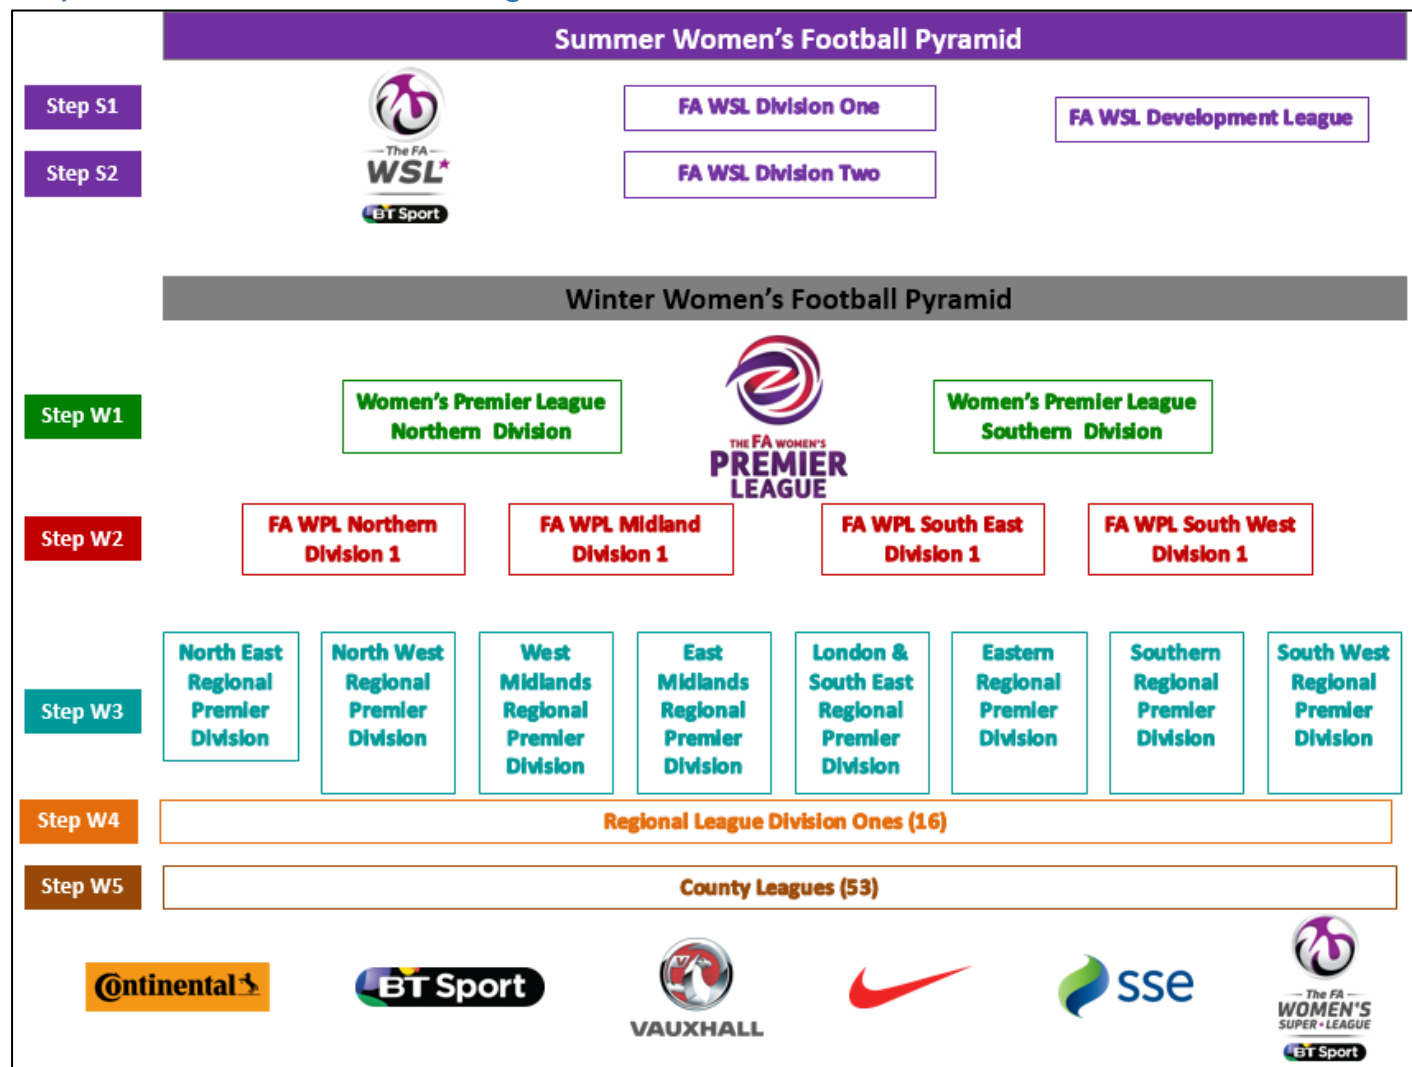 Summer Women's Football Pyramid
Step S1
FA WSL Division One
FA WSL Development League
The FA
WSL
BT Sport
Step S2
FA WSL Division Two
Winter Women's Football Pyramid
Step W1
Women's Premier League
Northern Division
THE FA WOMEN'S
PREMIER
LEAGUE
Women's Premier League
Southern Division
Step W2
FA WPL Northern
Division 1
FA WPL Midland
Division 1
FA WPL South East
Division 1
FA WPL South West
Division 1
Step W3
North East
Regional
Premier
Division
North West
Regional
Premier
Division
West
Midlands
Regional
Premier
Division
East
Midlands
Regional
Premier
Division
London &
South East
Regional
Premier
Division
Eastern
Regional
Premier
Division
Southern
Regional
Premier
Division
South West
Regional
Premier
Division
Step W4
Regional League Division Ones (16)
Step W5
County Leagues (53)
Continental
BT Sport
VAUXHALL
sse
The FA
WOMEN'S
SUPER•LEAGUE
BT Sport